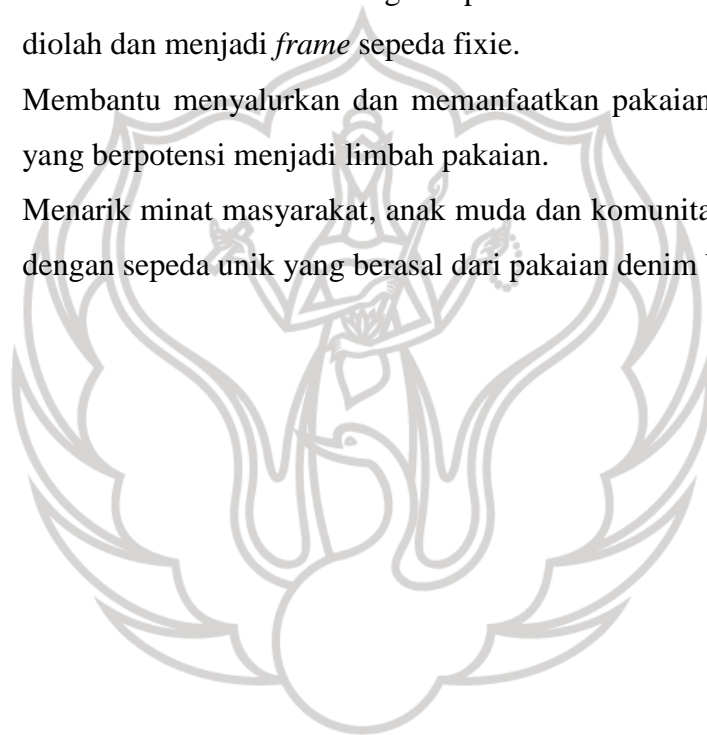 diolah dan menjadi frame sepeda fixie.
Membantu menyalurkan dan memanfaatkan pakaian
yang berpotensi menjadi limbah pakaian.
Menarik minat masyarakat, anak muda dan
dengan sepeda unik yang berasal dari pakaian denim